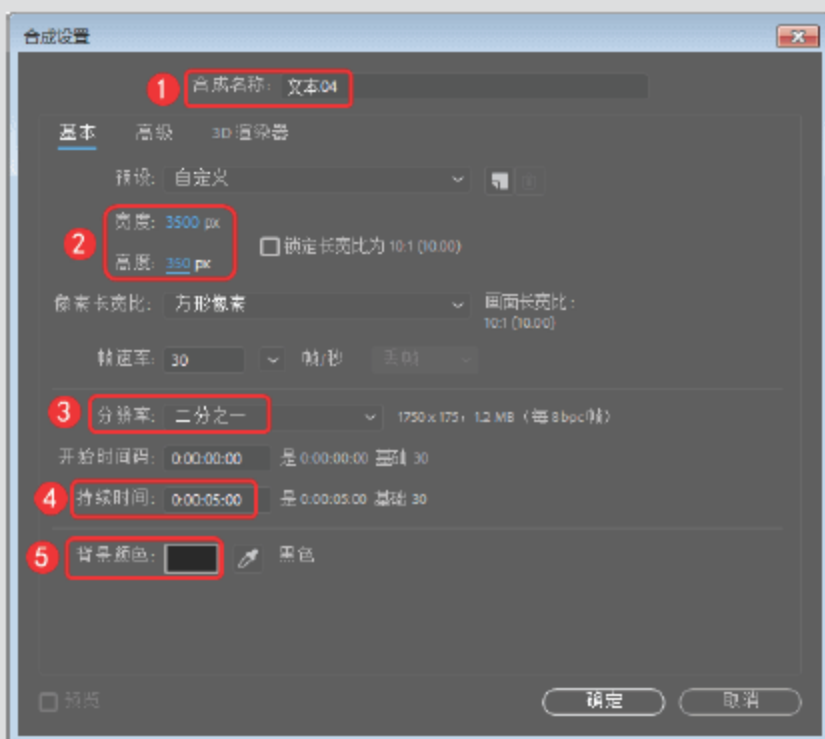 合成设置
1 合成名称: 文本04
基本 高级 3D 渲染器
预设: 自定义
2 宽度: 3500 px
锁定长宽比为 10:1 (10.00)
高度: 350 px
像素长宽比: 方形像素 画面长宽比:
10:1 (10.00)
帧速率: 30 帧/秒 丢帧
3 分辨率: 二分之一 1750 x 175, 1.2 MB (每 8bpc 帧)
开始时间码: 0:00:00:00 是 0:00:00:00 基础 30
4 持续时间: 0:00:05:00 是 0:00:05:00 基础 30
5 背景颜色: 黑色
预览 确定 取消